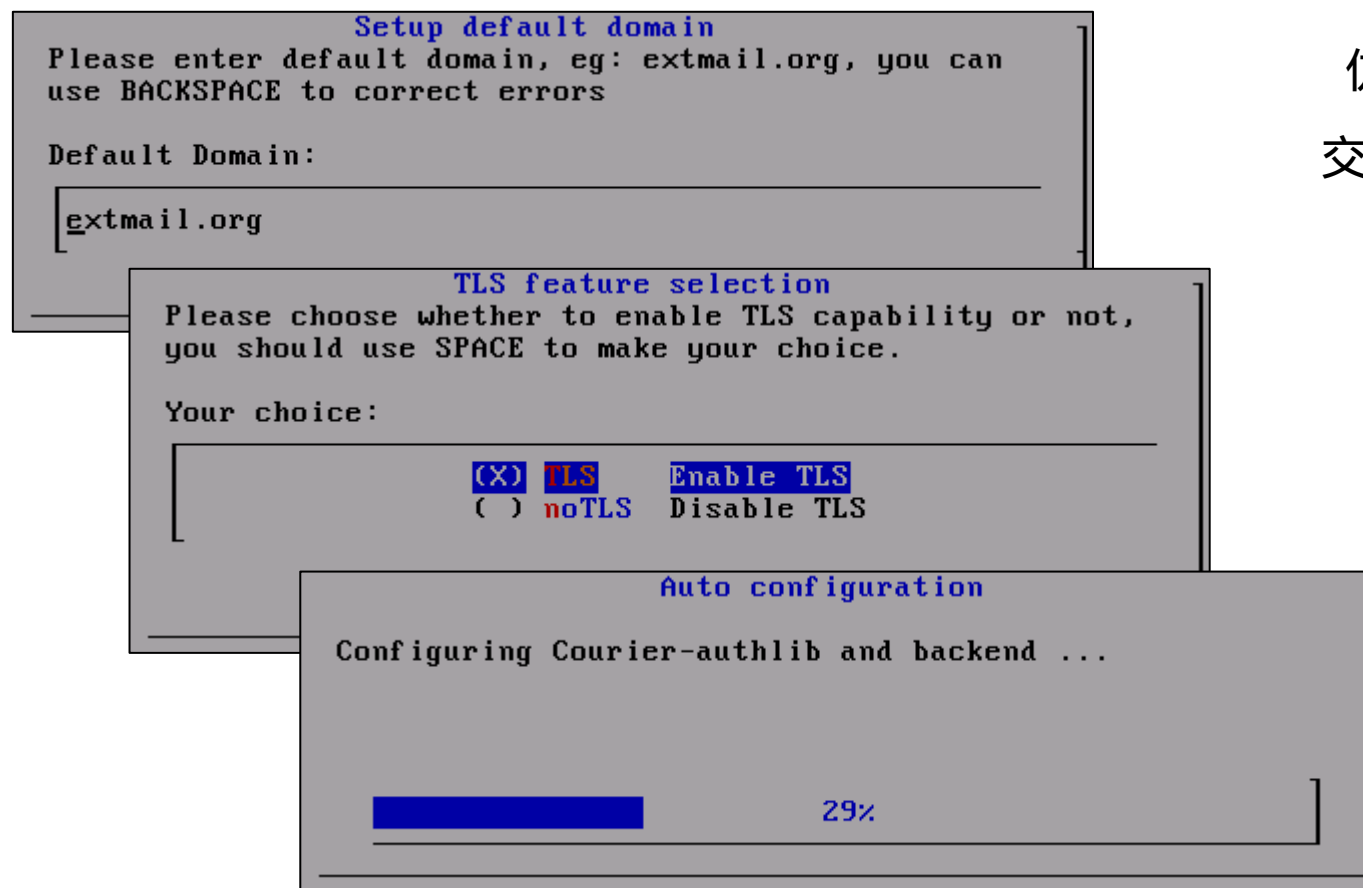 Setup default domain
Please enter default domain, eg: extmail.org, you can
use BACKSPACE to correct errors
Default Domain:
extmail.org
TLS feature selection
Please choose whether to enable TLS capability or not,
you should use SPACE to make your choice.
Your choice:
(X) TLS Enable TLS
( ) noTLS Disable TLS
Auto configuration
Configuring Courier-authlib and backend ...
29%
交